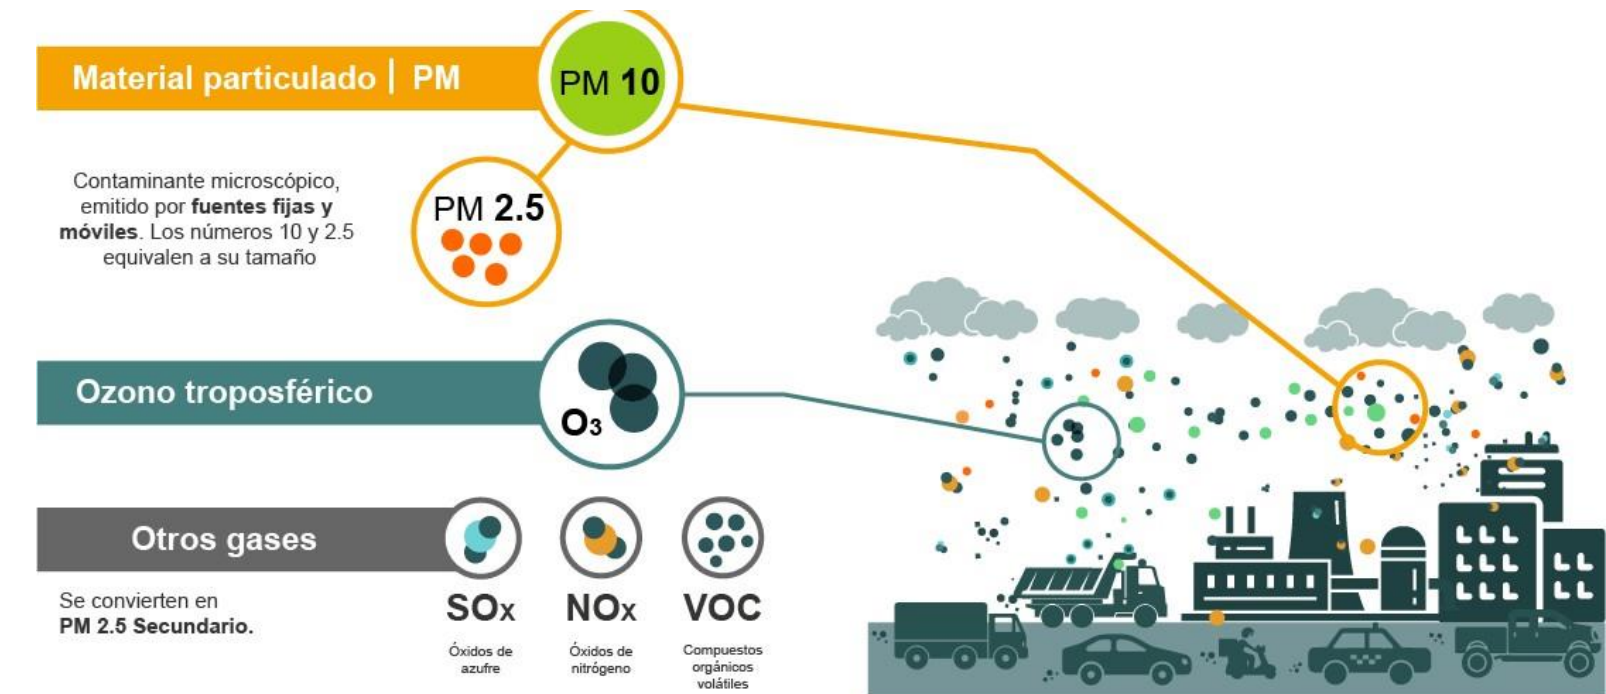 Material particulado | PM
PM 10
Contaminante microscópico,
emitido por fuentes fijas y
móviles. Los números 10 y 2.5
equivalen a su tamaño
PM 2.5
Ozono troposférico
O3
Otros gases
Se convierten en
PM 2.5 Secundario.
SOx
Óxidos de
azufre
NOx
Óxidos de
nitrógeno
VOC
Compuestos
orgánicos
volátiles